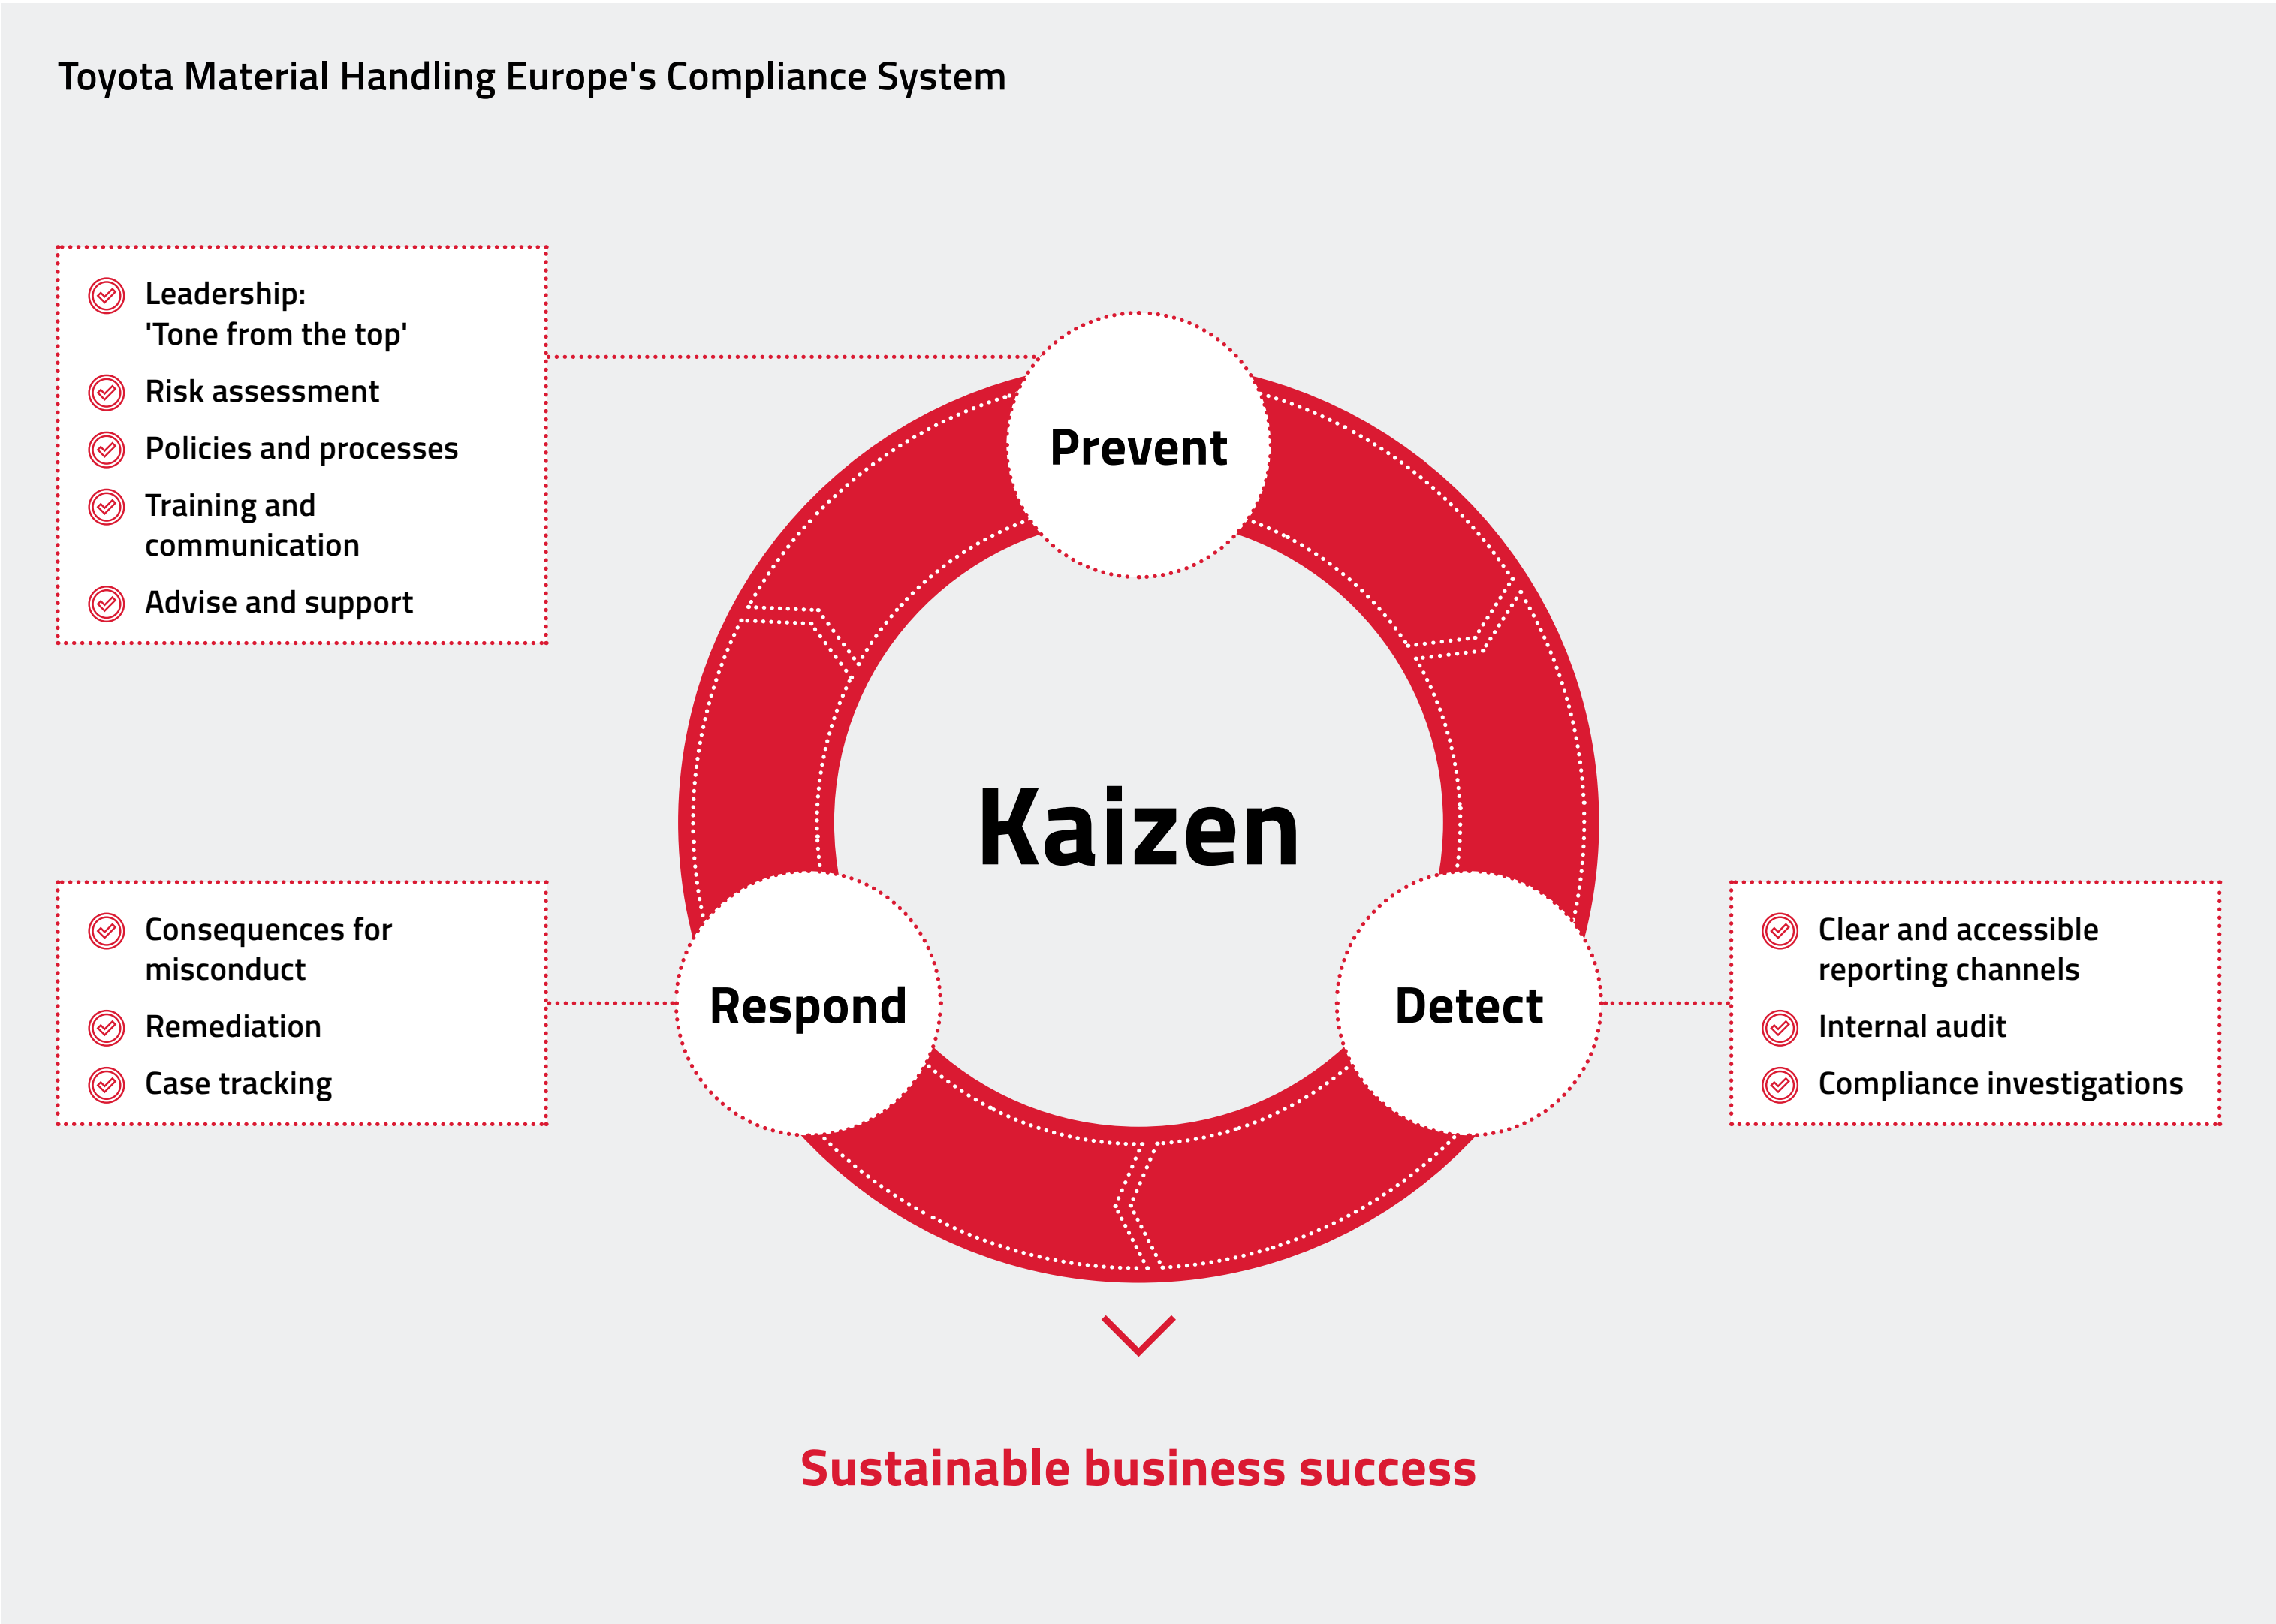 Toyota Material Handling Europe's Compliance System
Leadership:
'Tone from the top'
Risk assessment
Policies and processes
Training and
communication
Advise and support
Prevent
Kaizen
Consequences for
misconduct
Remediation
Case tracking
Respond
Detect
Clear and accessible
reporting channels
Internal audit
Compliance investigations
Sustainable business success